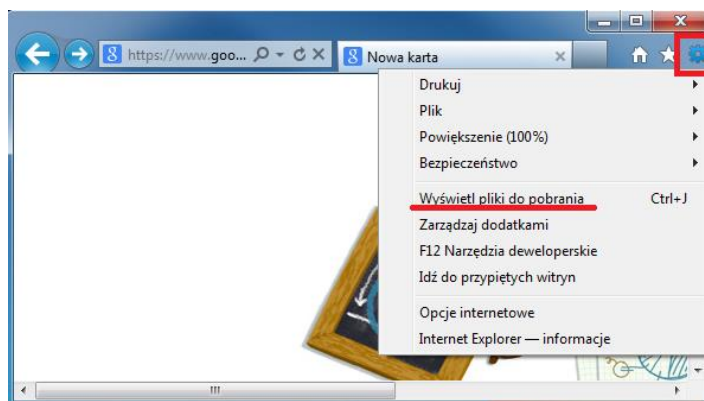 https://www.goo...
Nowa karta
Drukuj
Plik
Powiększenie (100%)
Bezpieczeństwo
Wyświetl pliki do pobrania Ctrl+J
Zarządzaj dodatkami
F12 Narzędzia deweloperskie
Idź do przypiętych witryn
Opcje internetowe
Internet Explorer — informacje